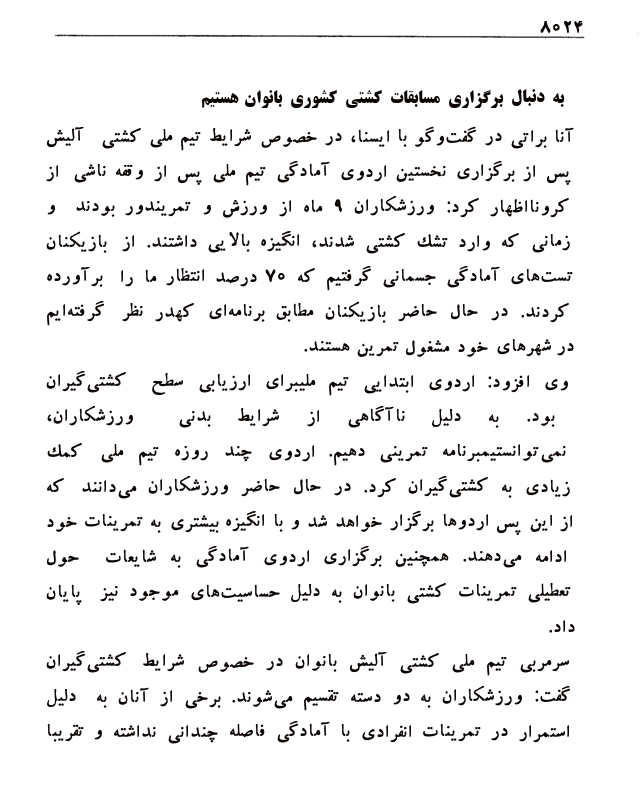 ۸۰۲۴
به دنبال برگزاری مسابقات کشتی کشوری بانوان هستیم
آنا براتی در گفت‌وگو با ایسنا، در خصوص شرایط تیم ملی کشتی آلیش
پس از برگزاری نخستین اردوی آمادگی تیم ملی پس از وقفه ناشی از
کرونااظهار کرد: ورزشکاران ۹ ماه از ورزش و تمریندور بودند و
زمانی که وارد تشك کشتی شدند، انگیزه بالایی داشتند. از بازیکنان
تست‌های آمادگی جسمانی گرفتیم که ۷۰ درصد انتظار ما را برآورده
کردند. در حال حاضر بازیکنان مطابق برنامه‌ای کهدر نظر گرفته‌ایم
در شهرهای خود مشغول تمرین هستند.
وی افزود: اردوی ابتدایی تیم ملیبرای ارزیابی سطح کشتی‌گیران
بود. به دلیل ناآگاهی از شرایط بدنی ورزشکاران،
نمی‌توانستیمبرنامه تمرینی دهیم. اردوی چند روزه تیم ملی کمك
زیادی به کشتی‌گیران کرد. در حال حاضر ورزشکاران می‌دانند که
از این پس اردوها برگزار خواهد شد و با انگیزه بیشتری به تمرینات خود
ادامه می‌دهند. همچنین برگزاری اردوی آمادگی به شایعات حول
تعطیلی تمرینات کشتی بانوان به دلیل حساسیت‌های موجود نیز پایان
داد.
سرمربی تیم ملی کشتی آلیش بانوان در خصوص شرایط کشتی‌گیران
گفت: ورزشکاران به دو دسته تقسیم می‌شوند. برخی از آنان به دلیل
استمرار در تمرینات انفرادی با آمادگی فاصله چندانی نداشته و تقریبا